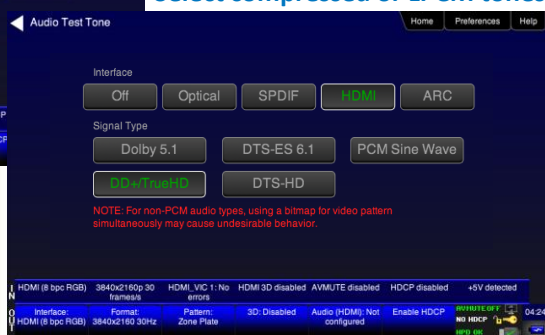 Select compressed or LPCM tones
Audio Test Tone
Home Preferences Help
Interface
Off Optical SPDIF HDMI ARC
Signal Type
Dolby 5.1 DTS-ES 6.1 PCM Sine Wave
DD+/TrueHD DTS-HD
NOTE: For non-PCM audio types, using a bitmap for video pattern
simultaneously may cause undesirable behavior.
IN HDMI (8 bpc RGB) 3840x2160p 30 frames/s HDMI_VIC 1: No errors HDMI 3D disabled AVMUTE disabled HDCP disabled +5V detected
OUT Interface: HDMI (8 bpc RGB) Format: 3840x2160 30Hz Pattern: Zone Plate 3D: Disabled Audio (HDMI): Not configured Enable HDCP AVMUTE OFF NO HDCP HPD OK 04:24